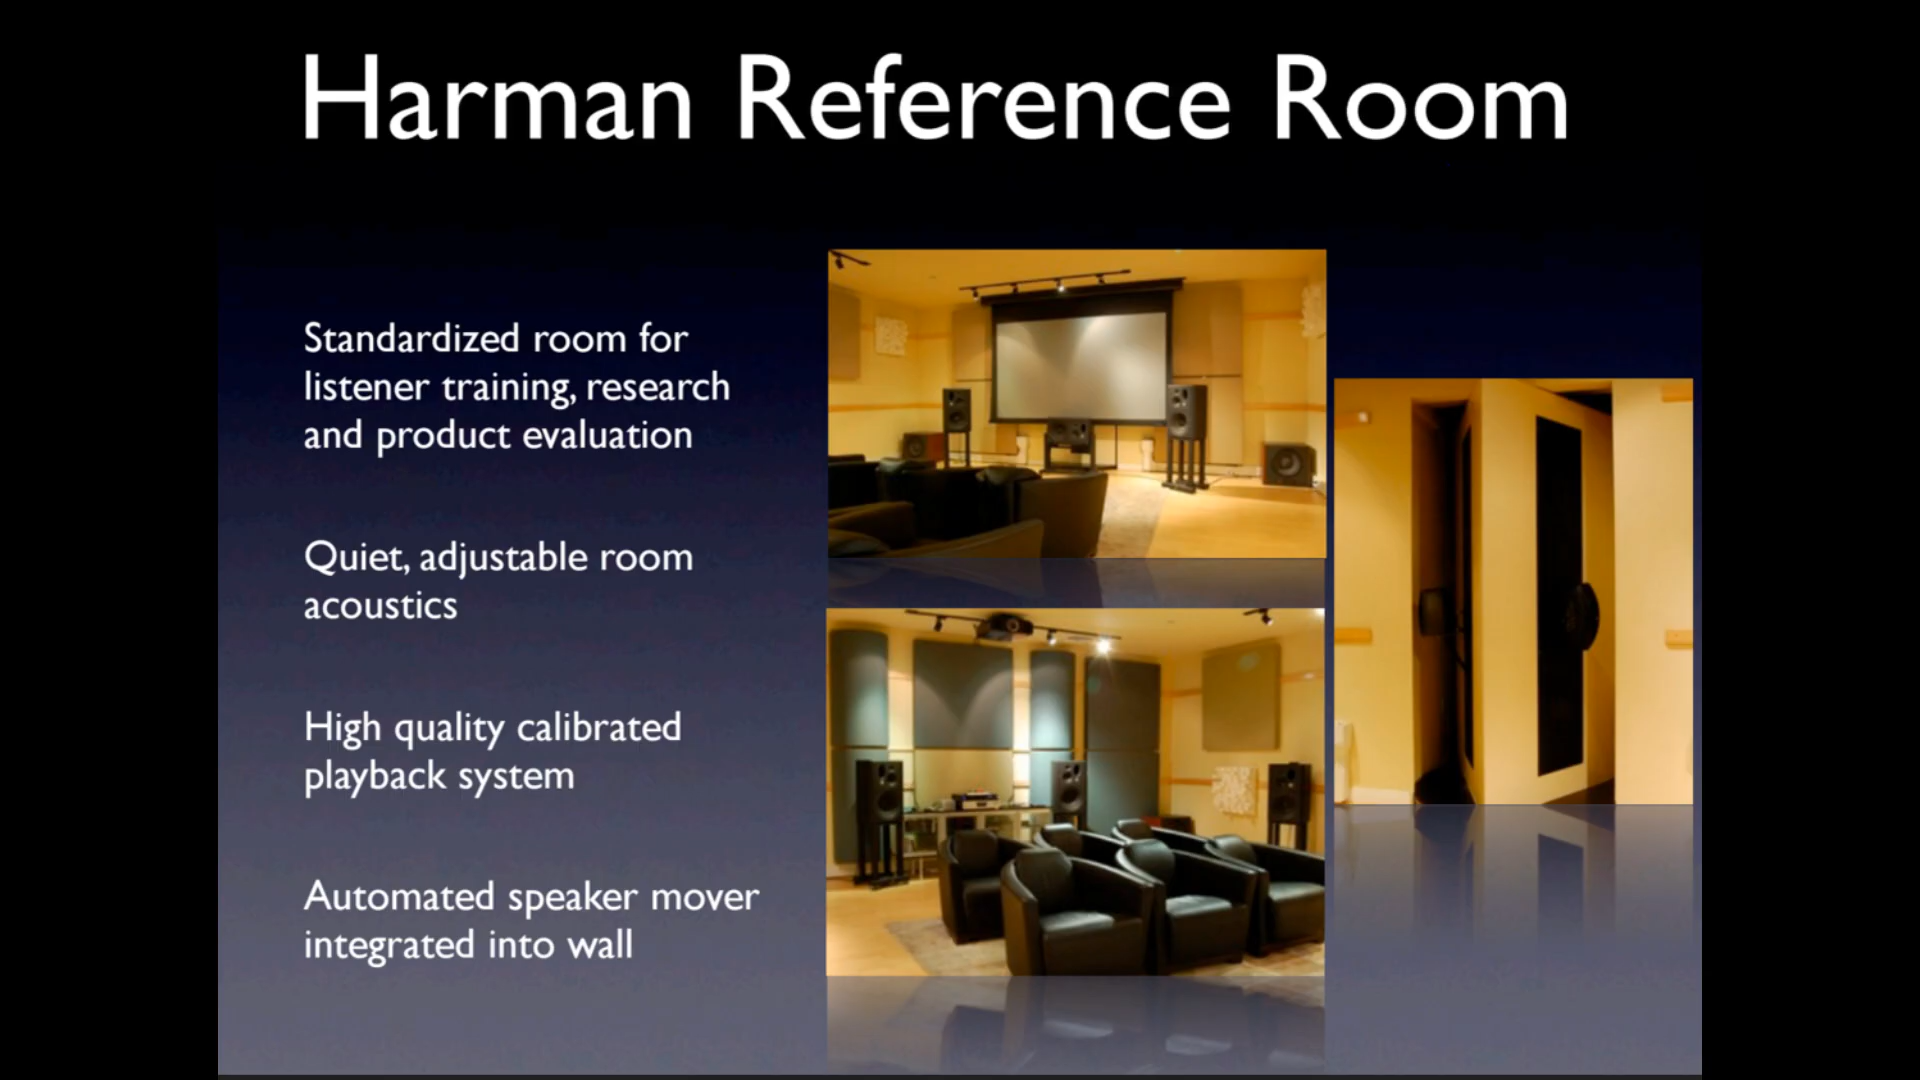 Harman Reference Room
Standardized room for
listener training, research
and product evaluation
Quiet, adjustable room
acoustics
High quality calibrated
playback system
Automated speaker mover
integrated into wall